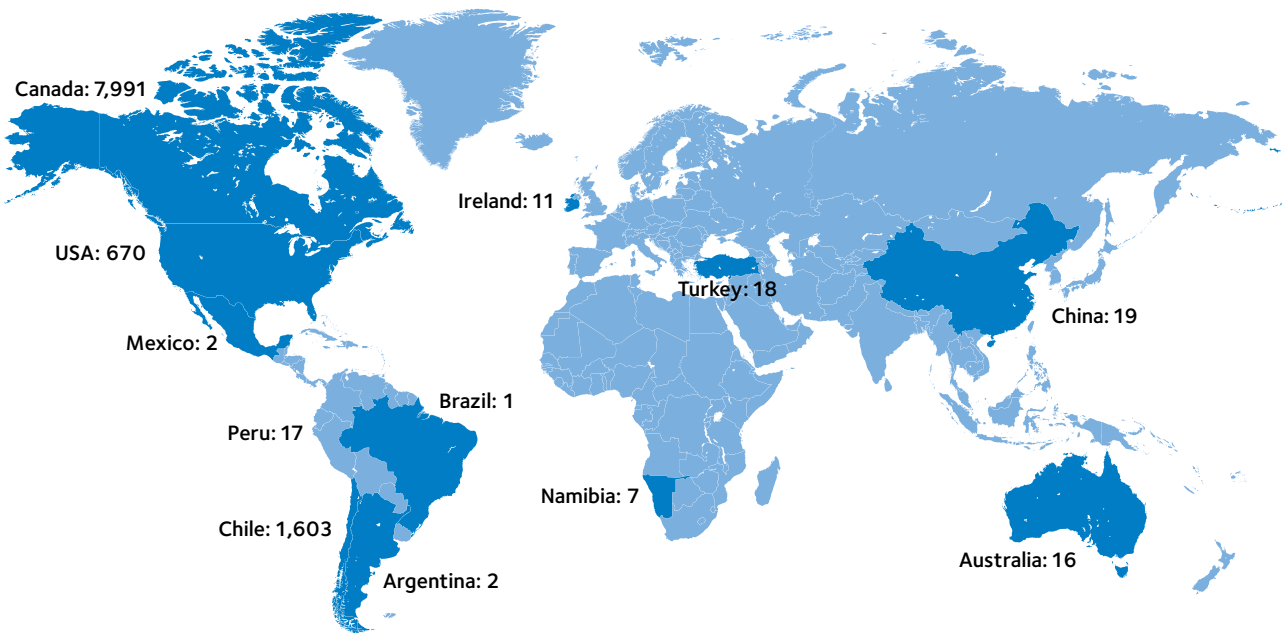 Canada: 7,991
Ireland: 11
USA: 670
Turkey: 18
China: 19
Mexico: 2
Brazil: 1
Peru: 17
Namibia: 7
Chile: 1,603
Australia: 16
Argentina: 2